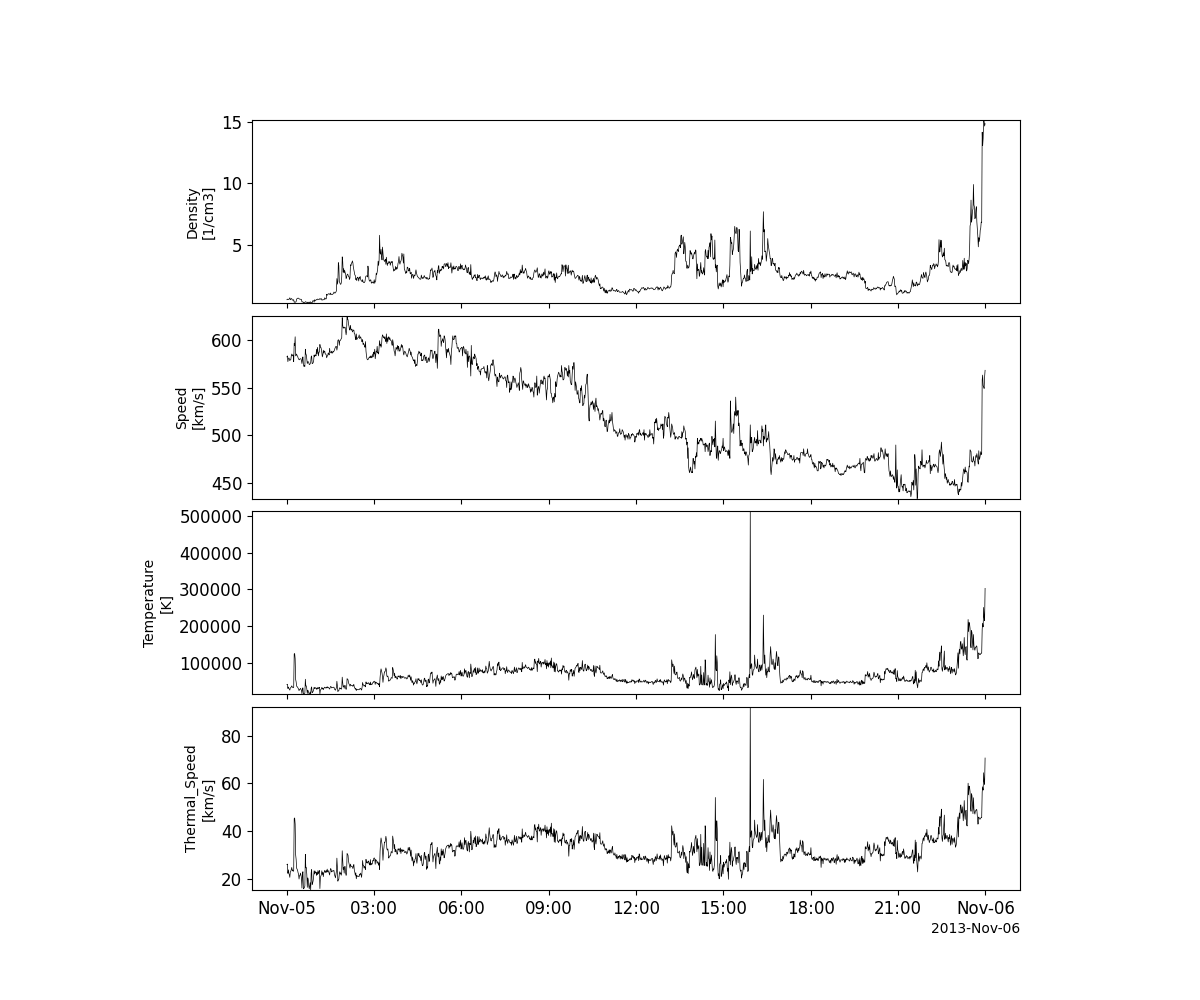 15
10
5
Density
[1/cm3]
600
550
500
450
Speed
[km/s]
500000
400000
300000
200000
100000
Temperature
[K]
80
60
40
20
Thermal_Speed
[km/s]
Nov-05 03:00 06:00 09:00 12:00 15:00 18:00 21:00 Nov-06
2013-Nov-06